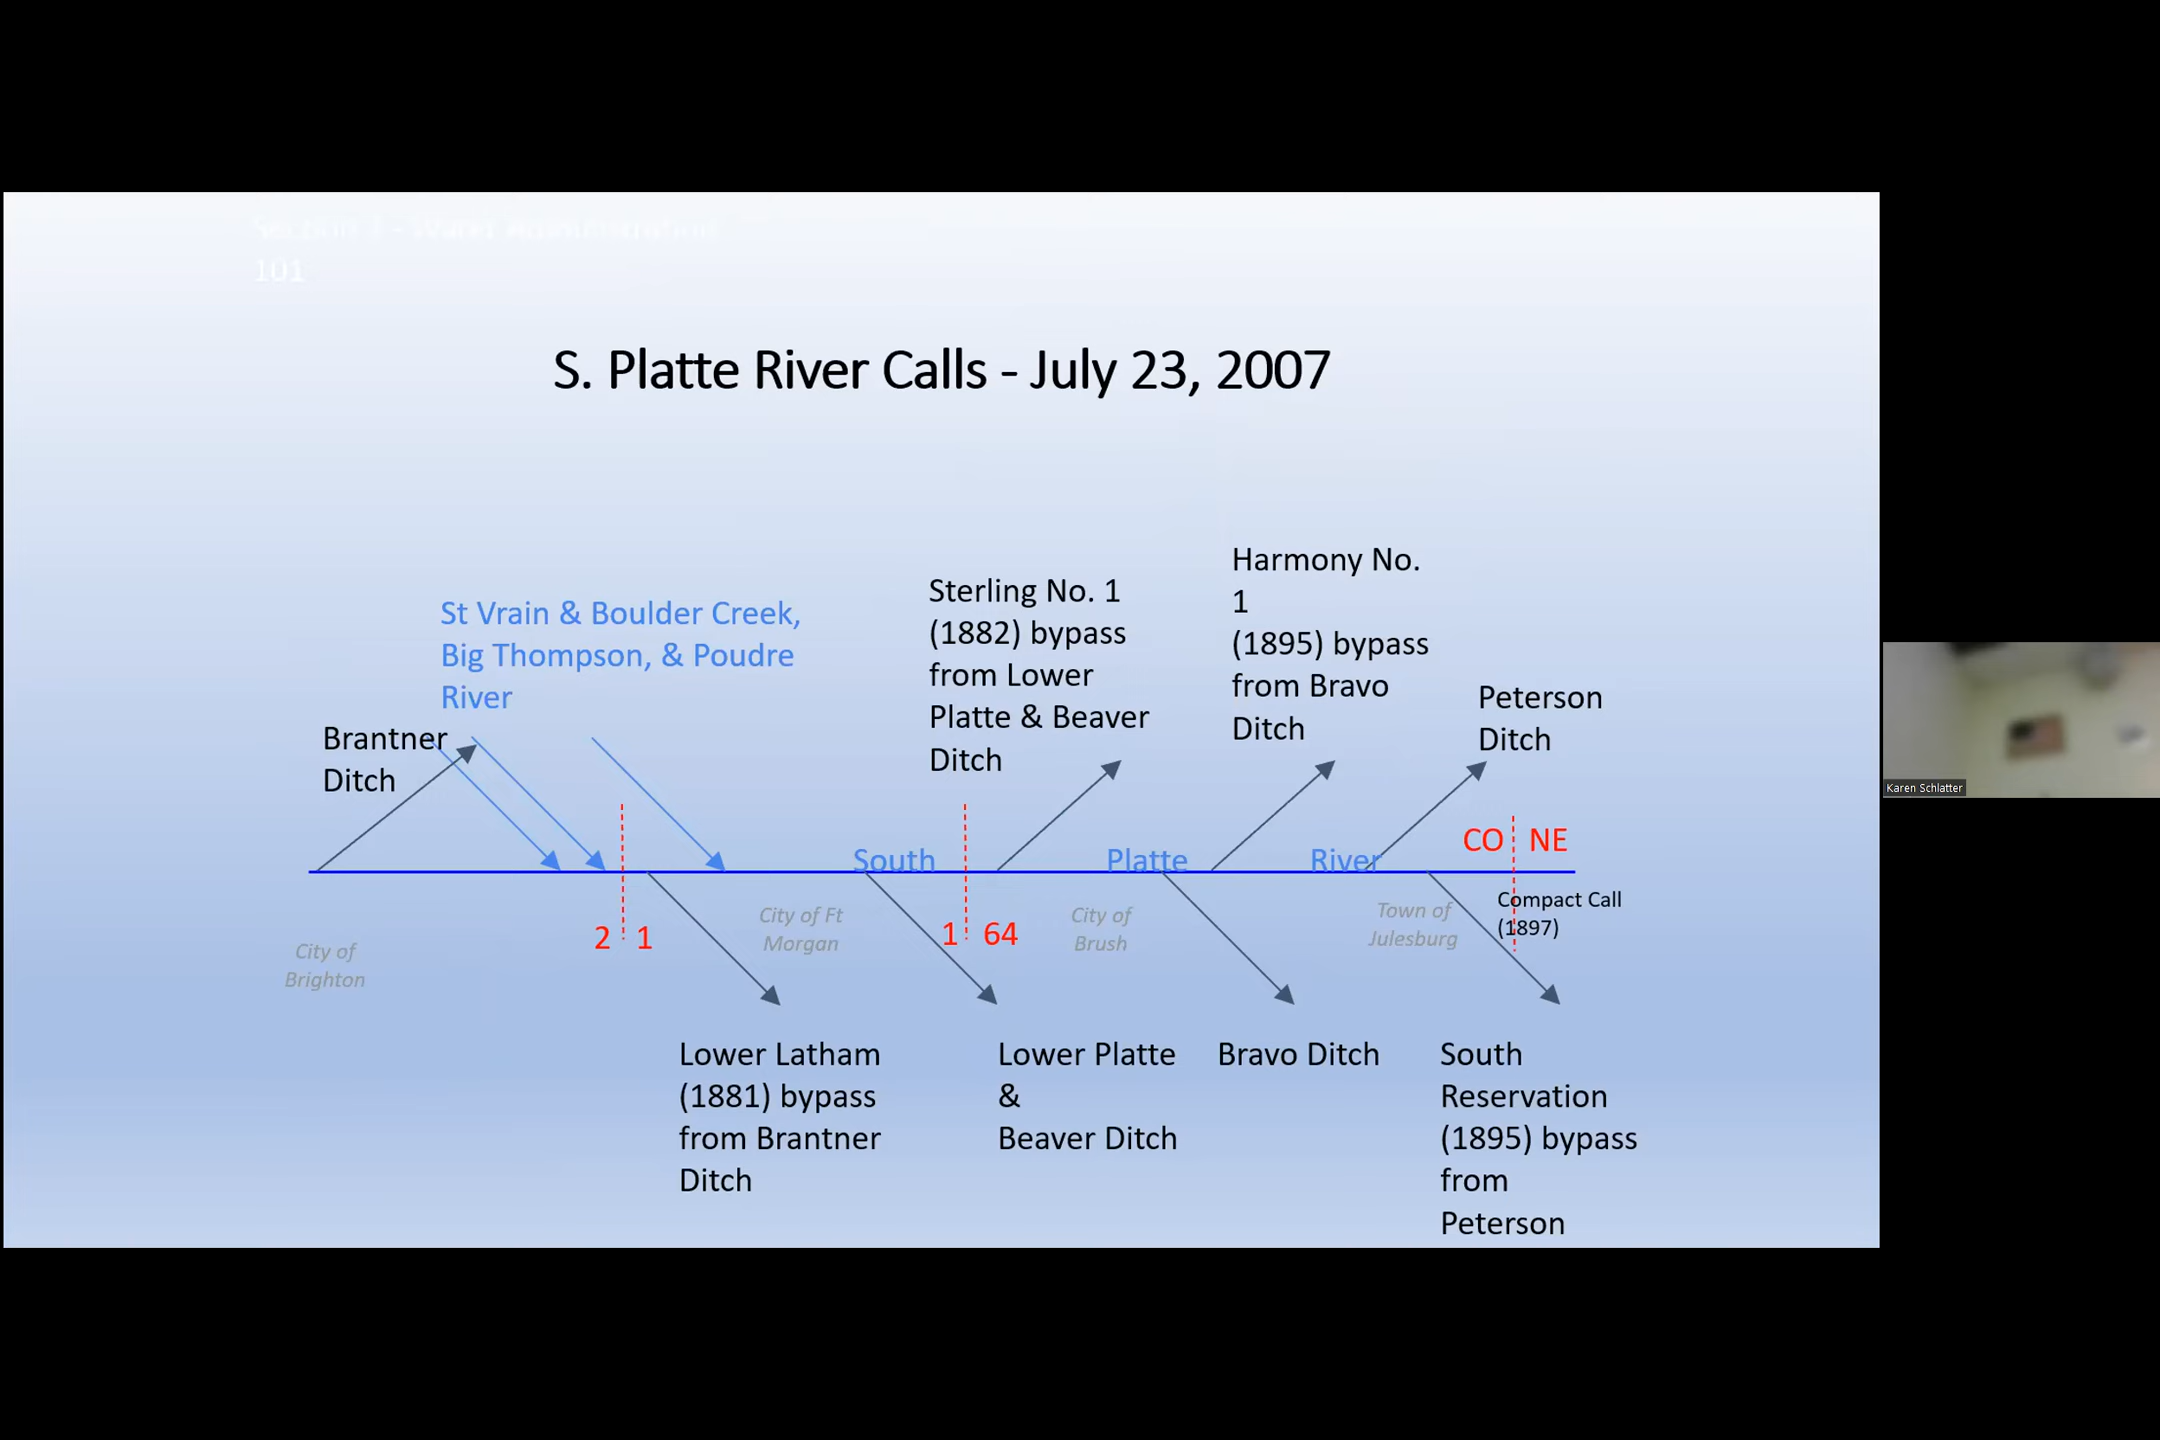 101
S. Platte River Calls - July 23, 2007
St Vrain & Boulder Creek,
Big Thompson, & Poudre
River
Brantner
Ditch
Sterling No. 1
(1882) bypass
from Lower
Platte & Beaver
Ditch
Harmony No.
1
(1895) bypass
from Bravo
Ditch
Peterson
Ditch
CO NE
South Platte River
Compact Call
(1897)
City of
Brighton
2 1
City of Ft
Morgan
1 64
City of
Brush
Town of
Julesburg
Lower Latham
(1881) bypass
from Brantner
Ditch
Lower Platte
&
Beaver Ditch
Bravo Ditch
South
Reservation
(1895) bypass
from
Peterson
Karen Schlatter